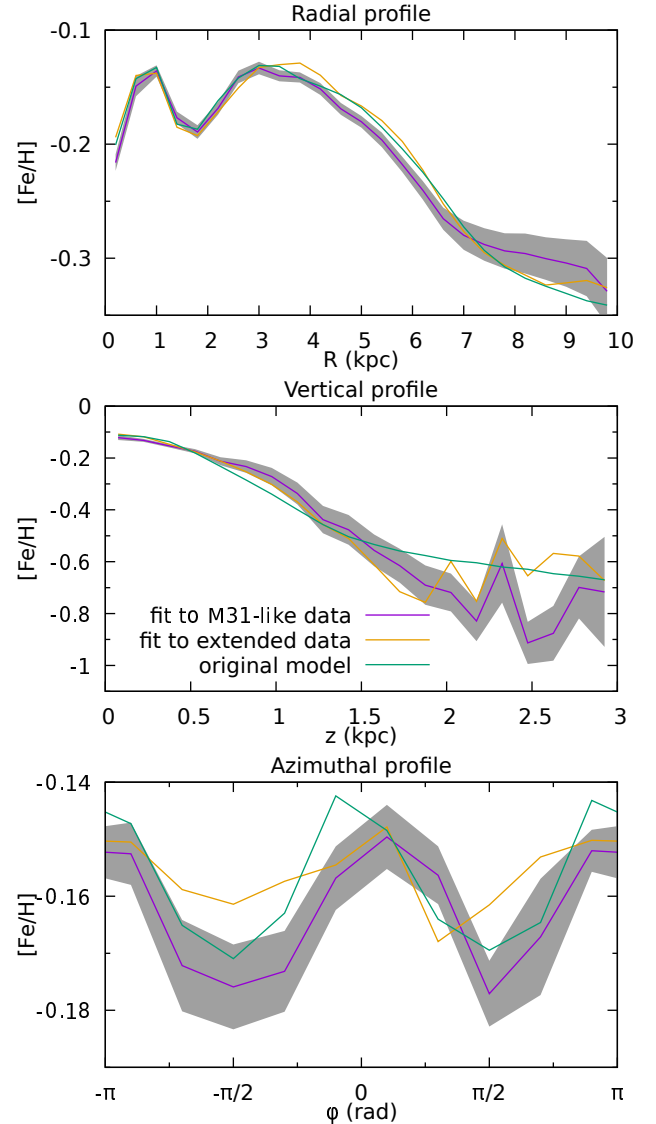 Radial profile
-0.1
-0.2
-0.3
[Fe/H]
0 1 2 3 4 5 6 7 8 9 10
R (kpc)
Vertical profile
0
-0.2
-0.4
-0.6
-0.8
-1
[Fe/H]
fit to M31-like data
fit to extended data
original model
0 0.5 1 1.5 2 2.5 3
z (kpc)
Azimuthal profile
-0.14
-0.16
-0.18
[Fe/H]
-π -π/2 0 π/2 π
φ (rad)